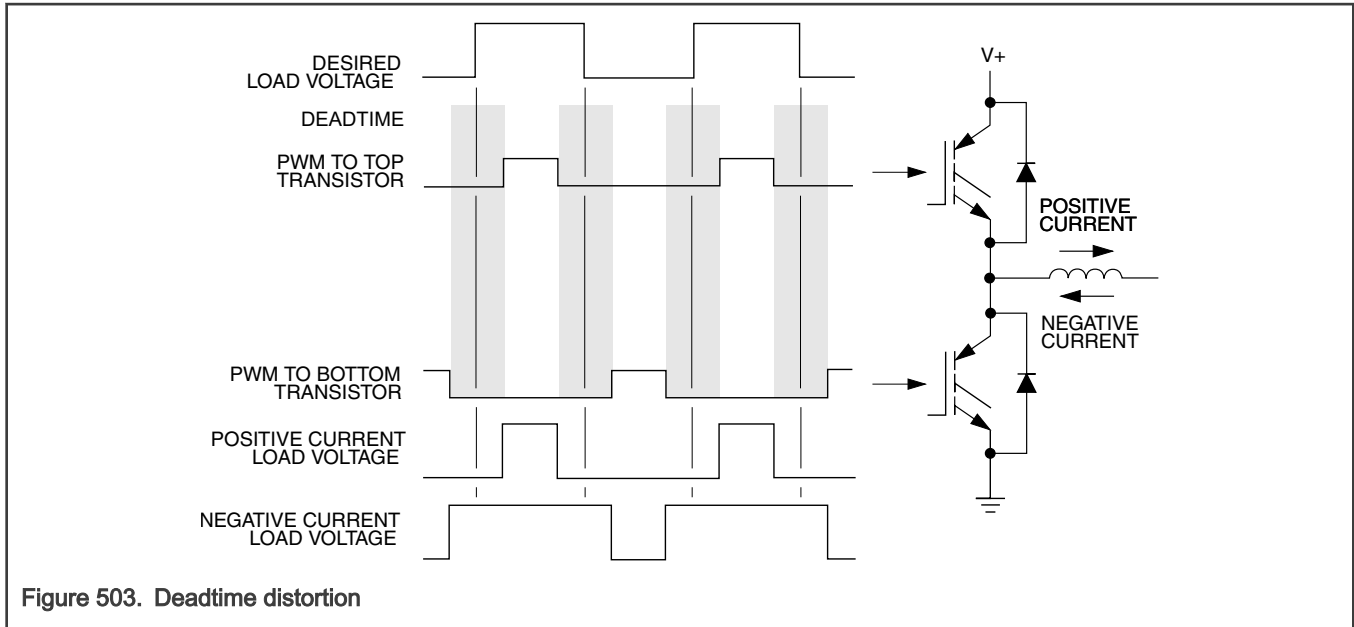 DESIRED
LOAD VOLTAGE
DEADTIME
PWM TO TOP
TRANSISTOR
PWM TO BOTTOM
TRANSISTOR
POSITIVE CURRENT
LOAD VOLTAGE
NEGATIVE CURRENT
LOAD VOLTAGE
V+
POSITIVE
CURRENT
NEGATIVE
CURRENT
Figure 503. Deadtime distortion